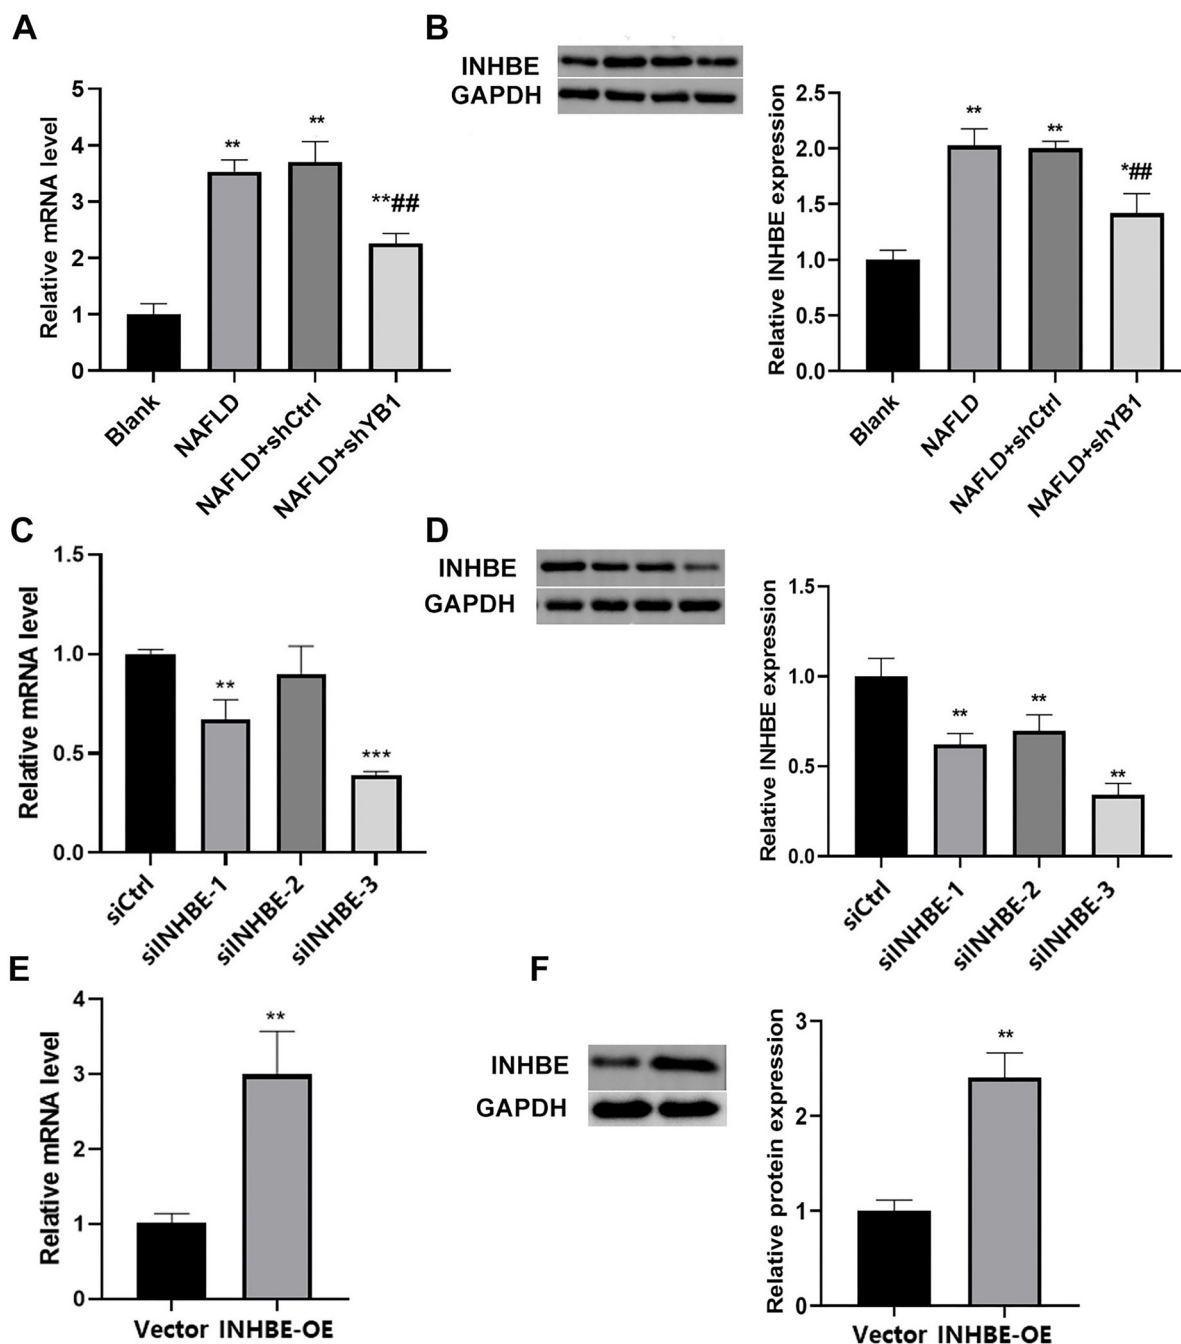 A
Relative mRNA level
5
4
3
2
1
0
**
**
**##
Blank
NAFLD
NAFLD+shCtrl
NAFLD+shYB1
B
INHBE
GAPDH
Relative INHBE expression
2.5
2.0
1.5
1.0
0.5
0.0
**
**
*##
Blank
NAFLD
NAFLD+shCtrl
NAFLD+shYB1
C
Relative mRNA level
1.5
1.0
0.5
0.0
**
***
siCtrl
siINHBE-1
siINHBE-2
siINHBE-3
D
INHBE
GAPDH
Relative INHBE expression
1.5
1.0
0.5
0.0
**
**
**
siCtrl
siINHBE-1
siINHBE-2
siINHBE-3
E
Relative mRNA level
4
3
2
1
0
**
Vector INHBE-OE
F
INHBE
GAPDH
Relative protein expression
3
2
1
0
**
Vector INHBE-OE